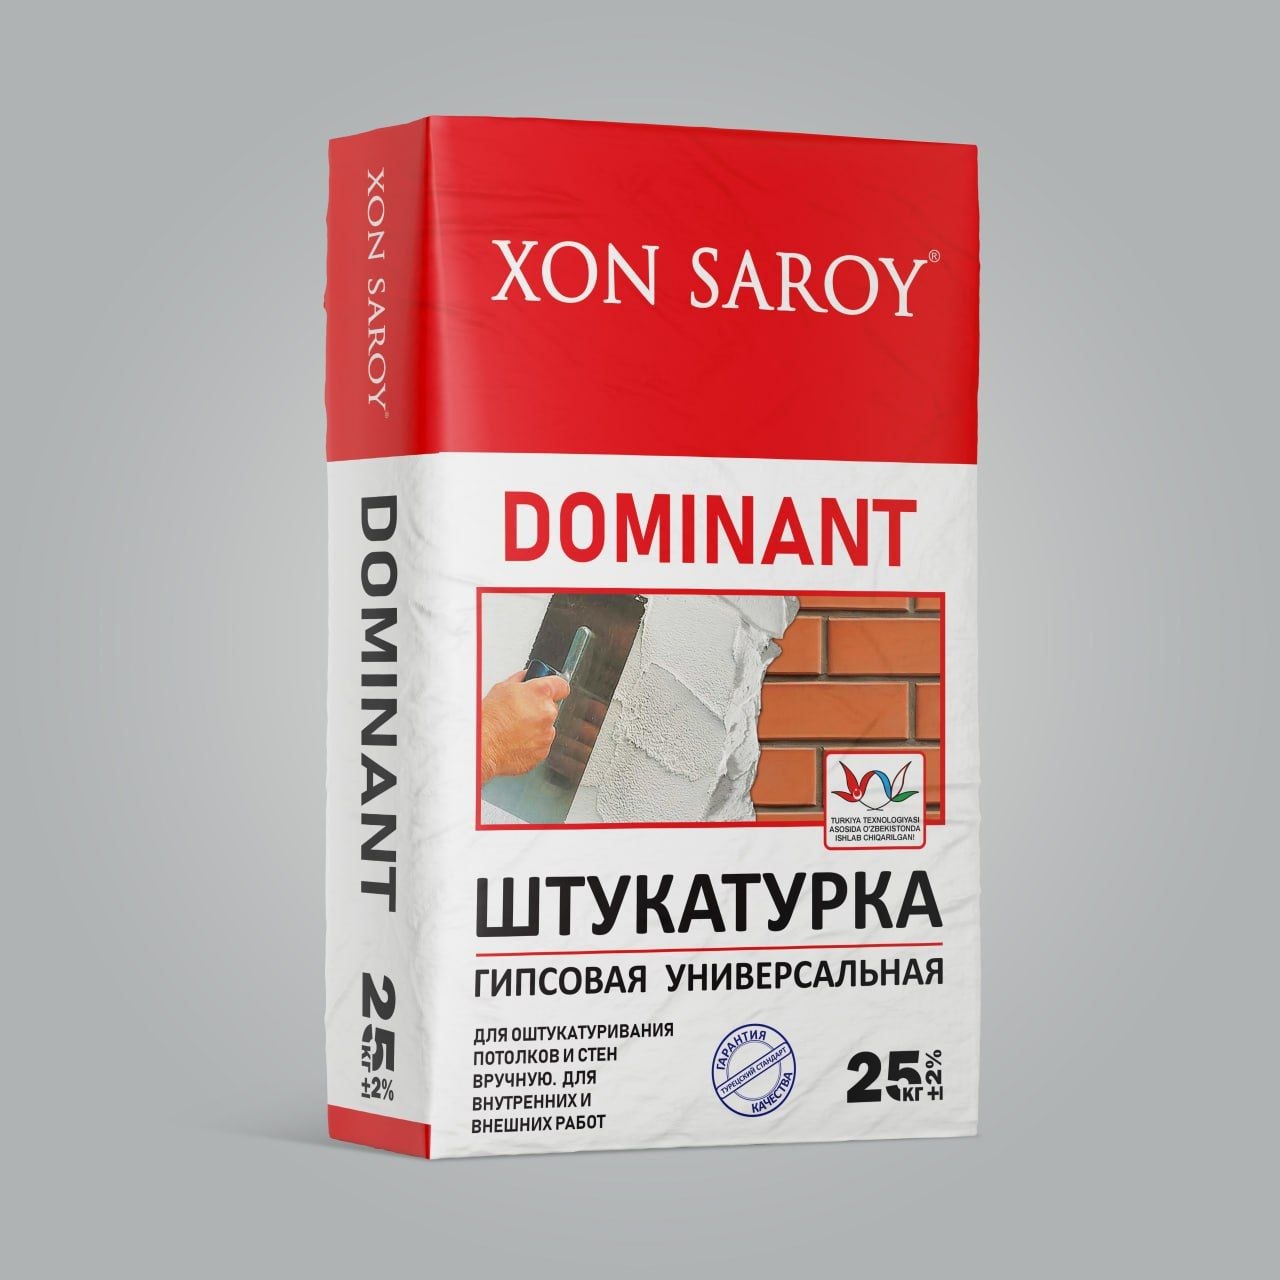 XON SAROY®
DOMINANT
25 КГ ±2%
XON SAROY®
DOMINANT
TURKIYA TEXNOLOGIYASI
ASOSIDA O'ZBEKISTONDA
ISHLAB CHIQARILGAN!
ШТУКАТУРКА
ГИПСОВАЯ УНИВЕРСАЛЬНАЯ
ДЛЯ ОШТУКАТУРИВАНИЯ
ПОТОЛКОВ И СТЕН
ВРУЧНУЮ. ДЛЯ
ВНУТРЕННИХ И
ВНЕШНИХ РАБОТ
ГАРАНТИЯ
ТУРЕЦКИЙ СТАНДАРТ
КАЧЕСТВА
25 КГ ±2%